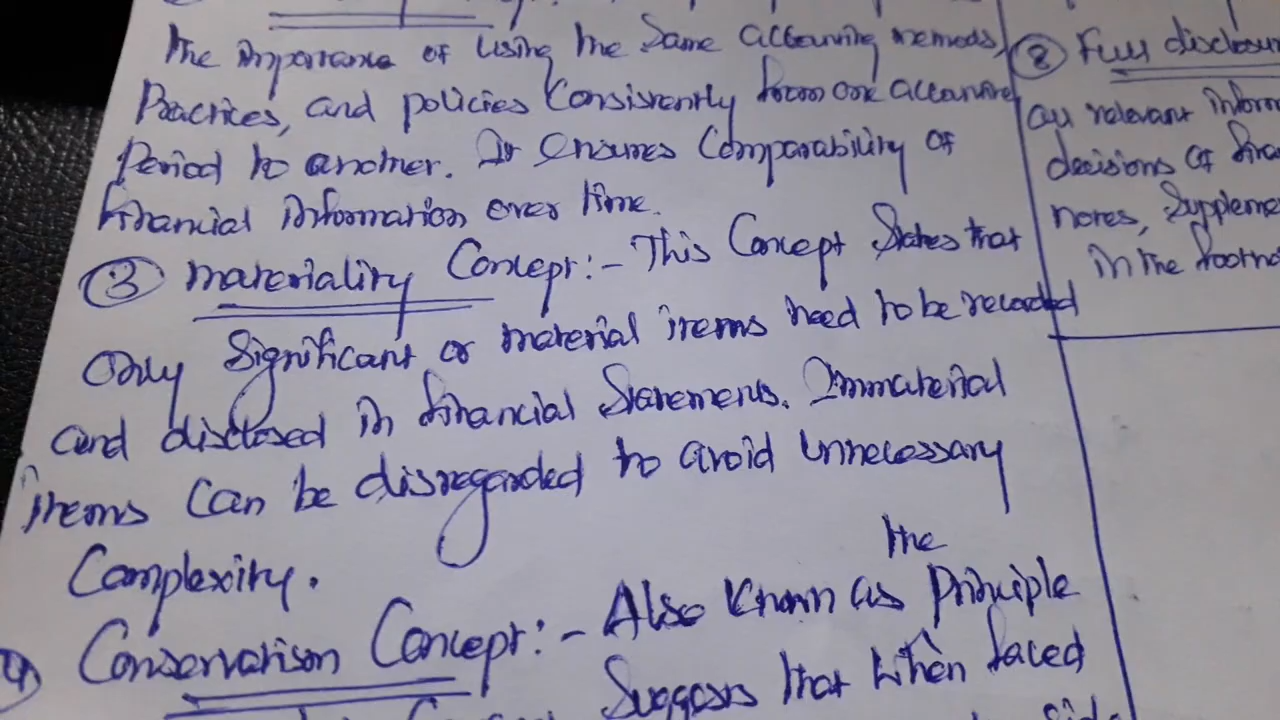 The importance of Using the Same accounting methods,
Practices, and policies Consistently from one accounting
Period to another. It ensures Comparability of
financial information over time.
③ materiality Concept:- This Concept States that
Only Significant or material items need to be recorded
and disclosed in financial Statements. Immaterial
items can be disregarded to avoid unnecessary
Complexity.
the
4) Conservatism Concept:- Also Known as Principle
Suggests that when faced
② Full
all relevant
decisions of
notes,
in the